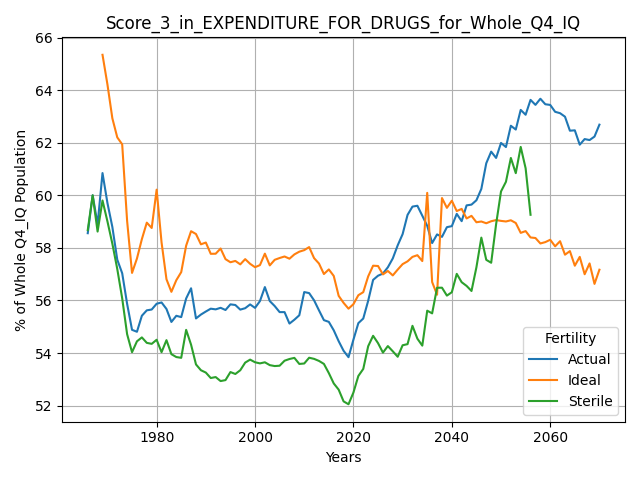 Score_3_in_EXPENDITURE_FOR_DRUGS_for_Whole_Q4_IQ
% of Whole Q4_IQ Population
66
64
62
60
58
56
54
52
1980
2000
2020
2040
2060
Years
Fertility
Actual
Ideal
Sterile